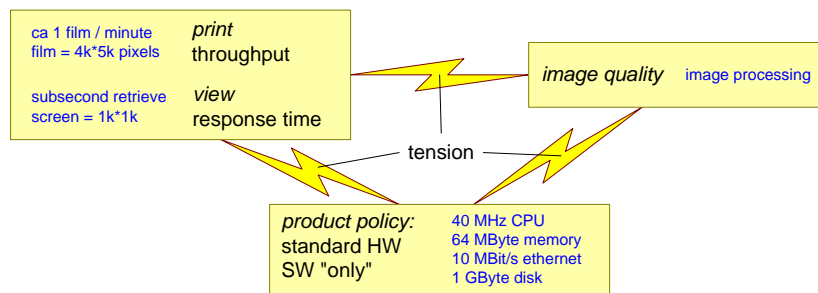 ca 1 film / minute
film = 4k*5k pixels
print
throughput
subsecond retrieve
screen = 1k*1k
view
response time
image quality
image processing
tension
product policy:
standard HW
SW "only"
40 MHz CPU
64 MByte memory
10 MBit/s ethernet
1 GByte disk